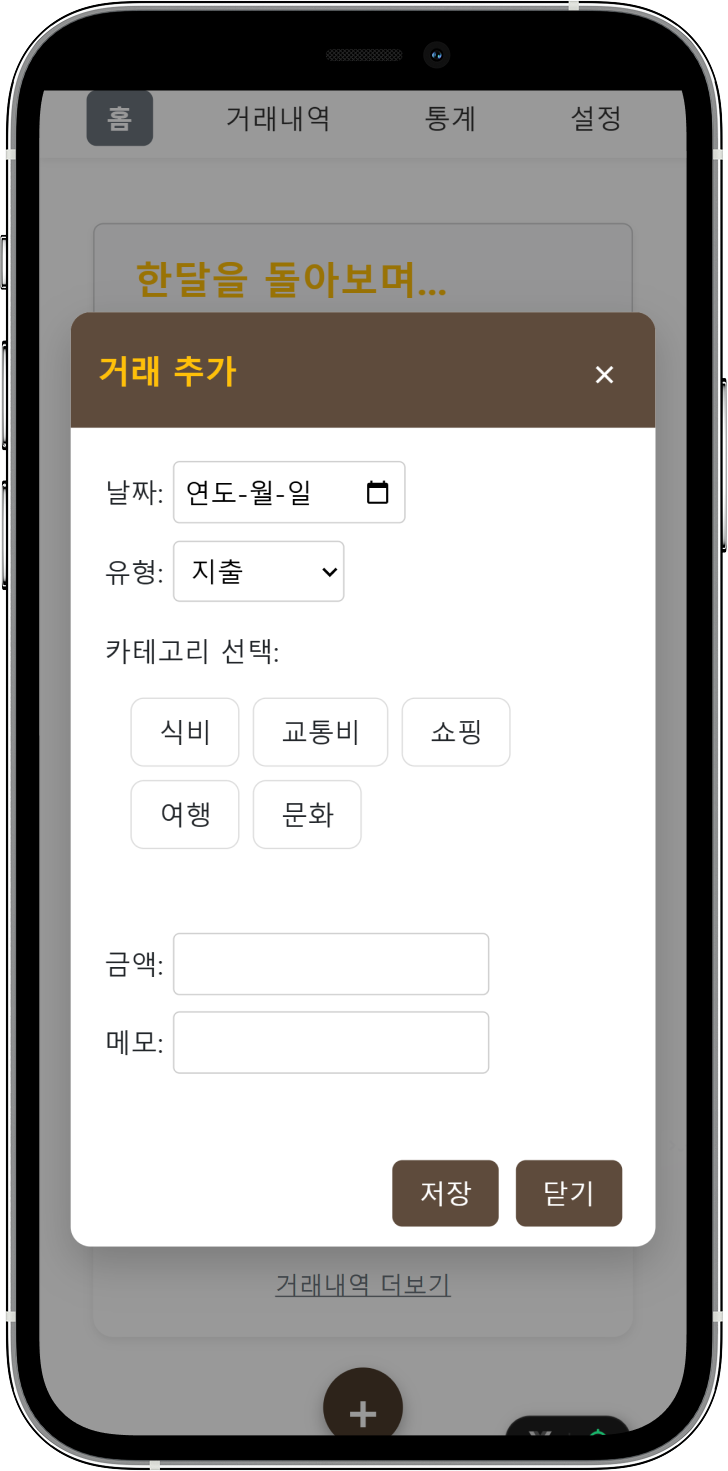 홈 거래내역 통계 설정
한달을 돌아보며...
거래 추가 ×
날짜: 연도-월-일
유형: 지출
카테고리 선택:
식비 교통비 쇼핑
여행 문화
금액:
메모:
저장 닫기
거래내역 더보기
+